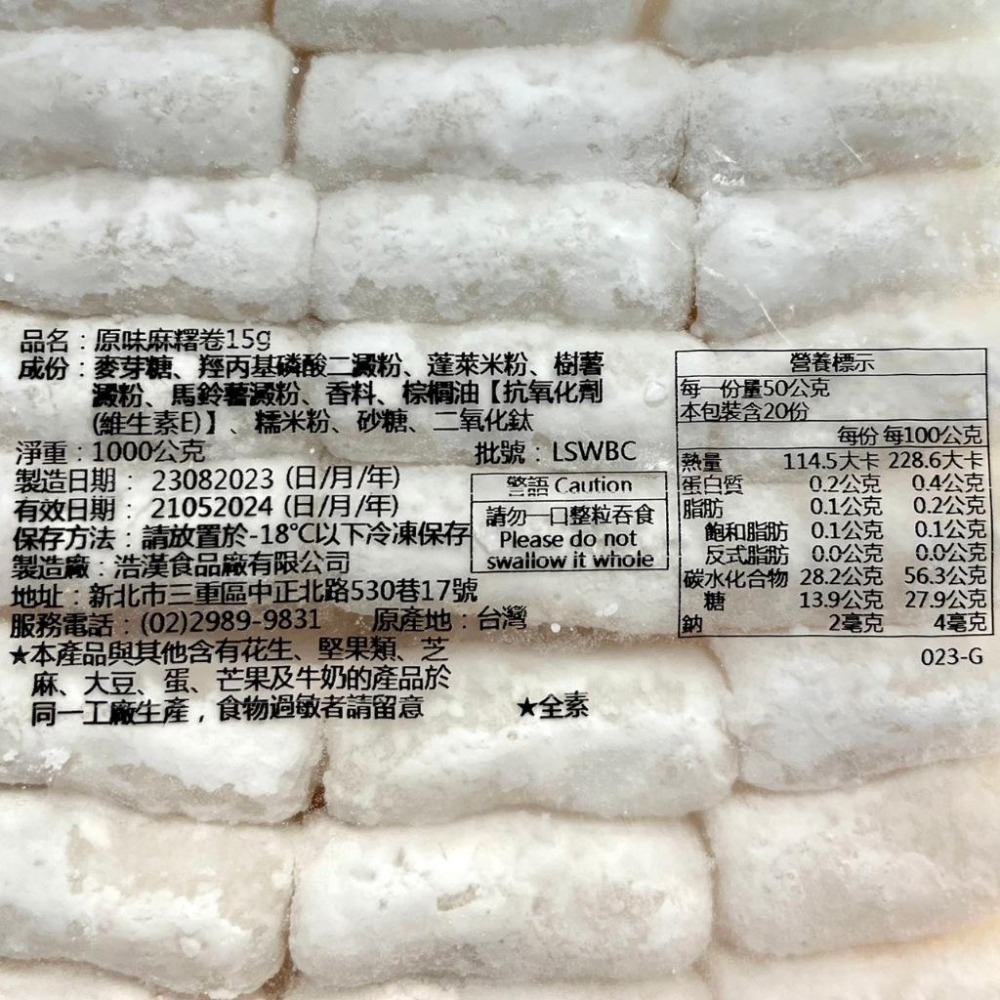 品名：原味麻糬卷15g
成份：麥芽糖、羥丙基磷酸二澱粉、蓬萊米粉、樹薯
澱粉、馬鈴薯澱粉、香料、棕櫚油【抗氧化劑
(維生素E)】、糯米粉、砂糖、二氧化鈦
淨重：1000公克
批號：LSWBC
製造日期：23082023 (日/月/年)
有效日期：21052024 (日/月/年)
保存方法：請放置於-18℃以下冷凍保存
製造廠：浩漢食品廠有限公司
地址：新北市三重區中正北路530巷17號
服務電話：(02)2989-9831 原產地：台灣
★本產品與其他含有花生、堅果類、芝
麻、大豆、蛋、芒果及牛奶的產品於
同一工廠生產，食物過敏者請留意
★全素
警語 Caution
請勿一口整粒吞食
Please do not
swallow it whole
營養標示
每一份量50公克
本包裝含20份
每份 每100公克
熱量 114.5大卡 228.6大卡
蛋白質 0.2公克 0.4公克
脂肪 0.1公克 0.2公克
飽和脂肪 0.1公克 0.1公克
反式脂肪 0.0公克 0.0公克
碳水化合物 28.2公克 56.3公克
糖 13.9公克 27.9公克
鈉 2毫克 4毫克
023-G